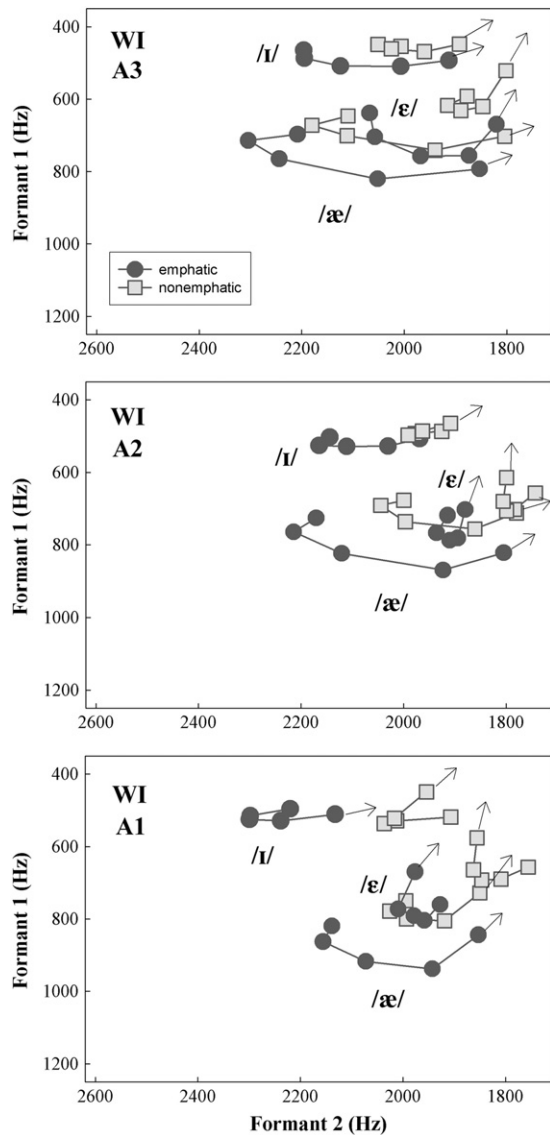 WI
A3
/ɪ/
/ɛ/
/æ/
emphatic
nonemphatic
Formant 1 (Hz)
400
600
800
1000
1200
2600
2400
2200
2000
1800
WI
A2
/ɪ/
/ɛ/
/æ/
Formant 1 (Hz)
400
600
800
1000
1200
2600
2400
2200
2000
1800
WI
A1
/ɪ/
/ɛ/
/æ/
Formant 1 (Hz)
400
600
800
1000
1200
2600
2400
2200
2000
1800
Formant 2 (Hz)